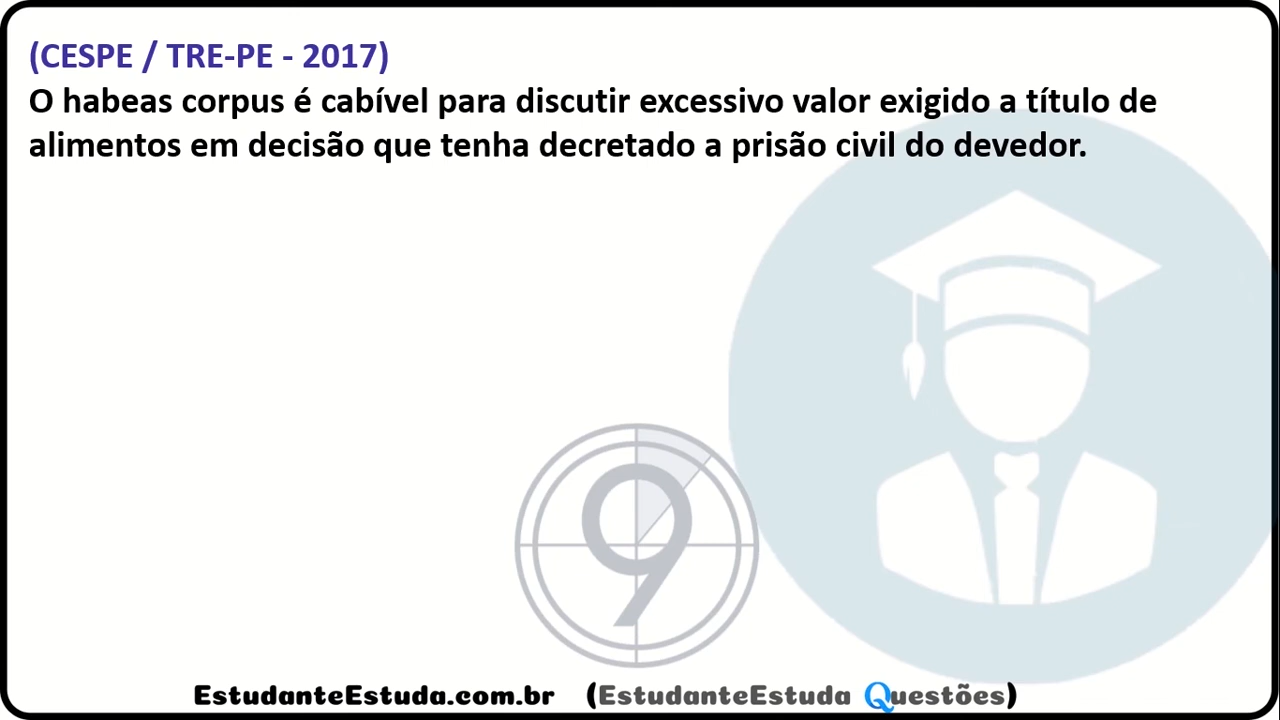 (CESPE / TRE-PE - 2017)
O habeas corpus é cabível para discutir excessivo valor exigido a título de
alimentos em decisão que tenha decretado a prisão civil do devedor.
9
EstudanteEstuda.com.br (EstudanteEstuda Questões)